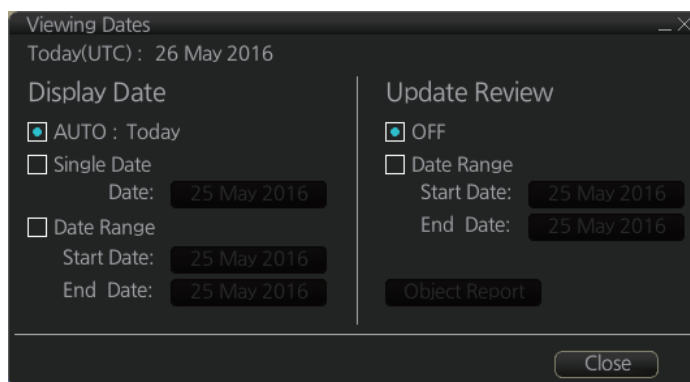 Viewing Dates
Today(UTC) : 26 May 2016
Display Date
AUTO : Today
Single Date
Date: 25 May 2016
Date Range
Start Date: 25 May 2016
End Date: 25 May 2016
Update Review
OFF
Date Range
Start Date: 25 May 2016
End Date: 25 May 2016
Object Report
Close